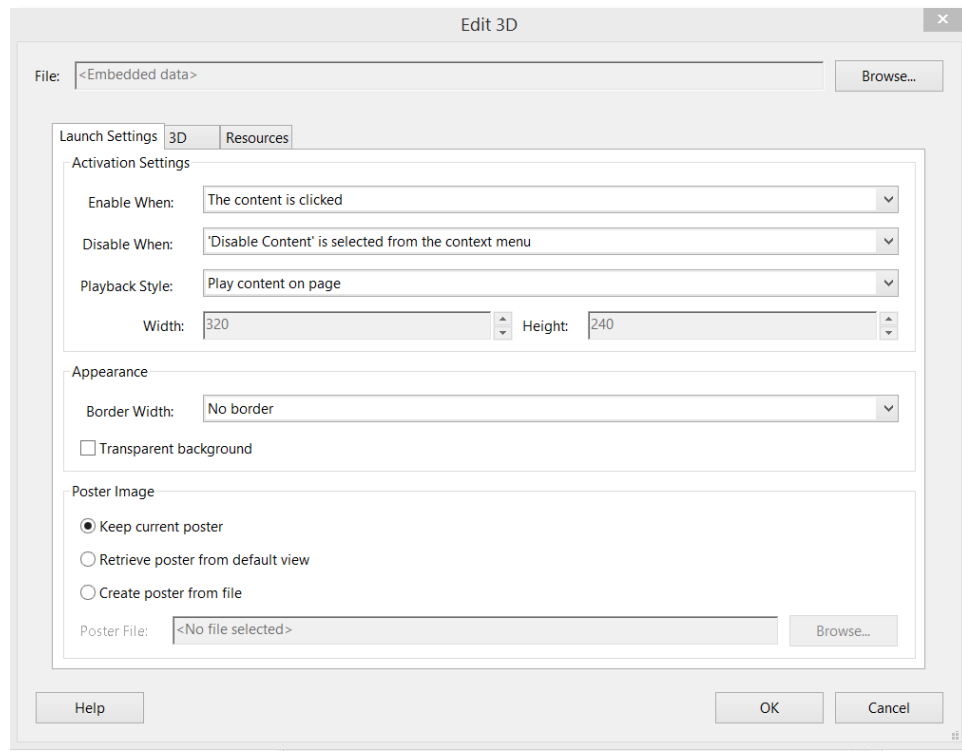 Edit 3D
File: <Embedded data> Browse...
Launch Settings 3D Resources
Activation Settings
Enable When: The content is clicked
Disable When: 'Disable Content' is selected from the context menu
Playback Style: Play content on page
Width: 320 Height: 240
Appearance
Border Width: No border
Transparent background
Poster Image
Keep current poster
Retrieve poster from default view
Create poster from file
Poster File: <No file selected> Browse...
Help OK Cancel